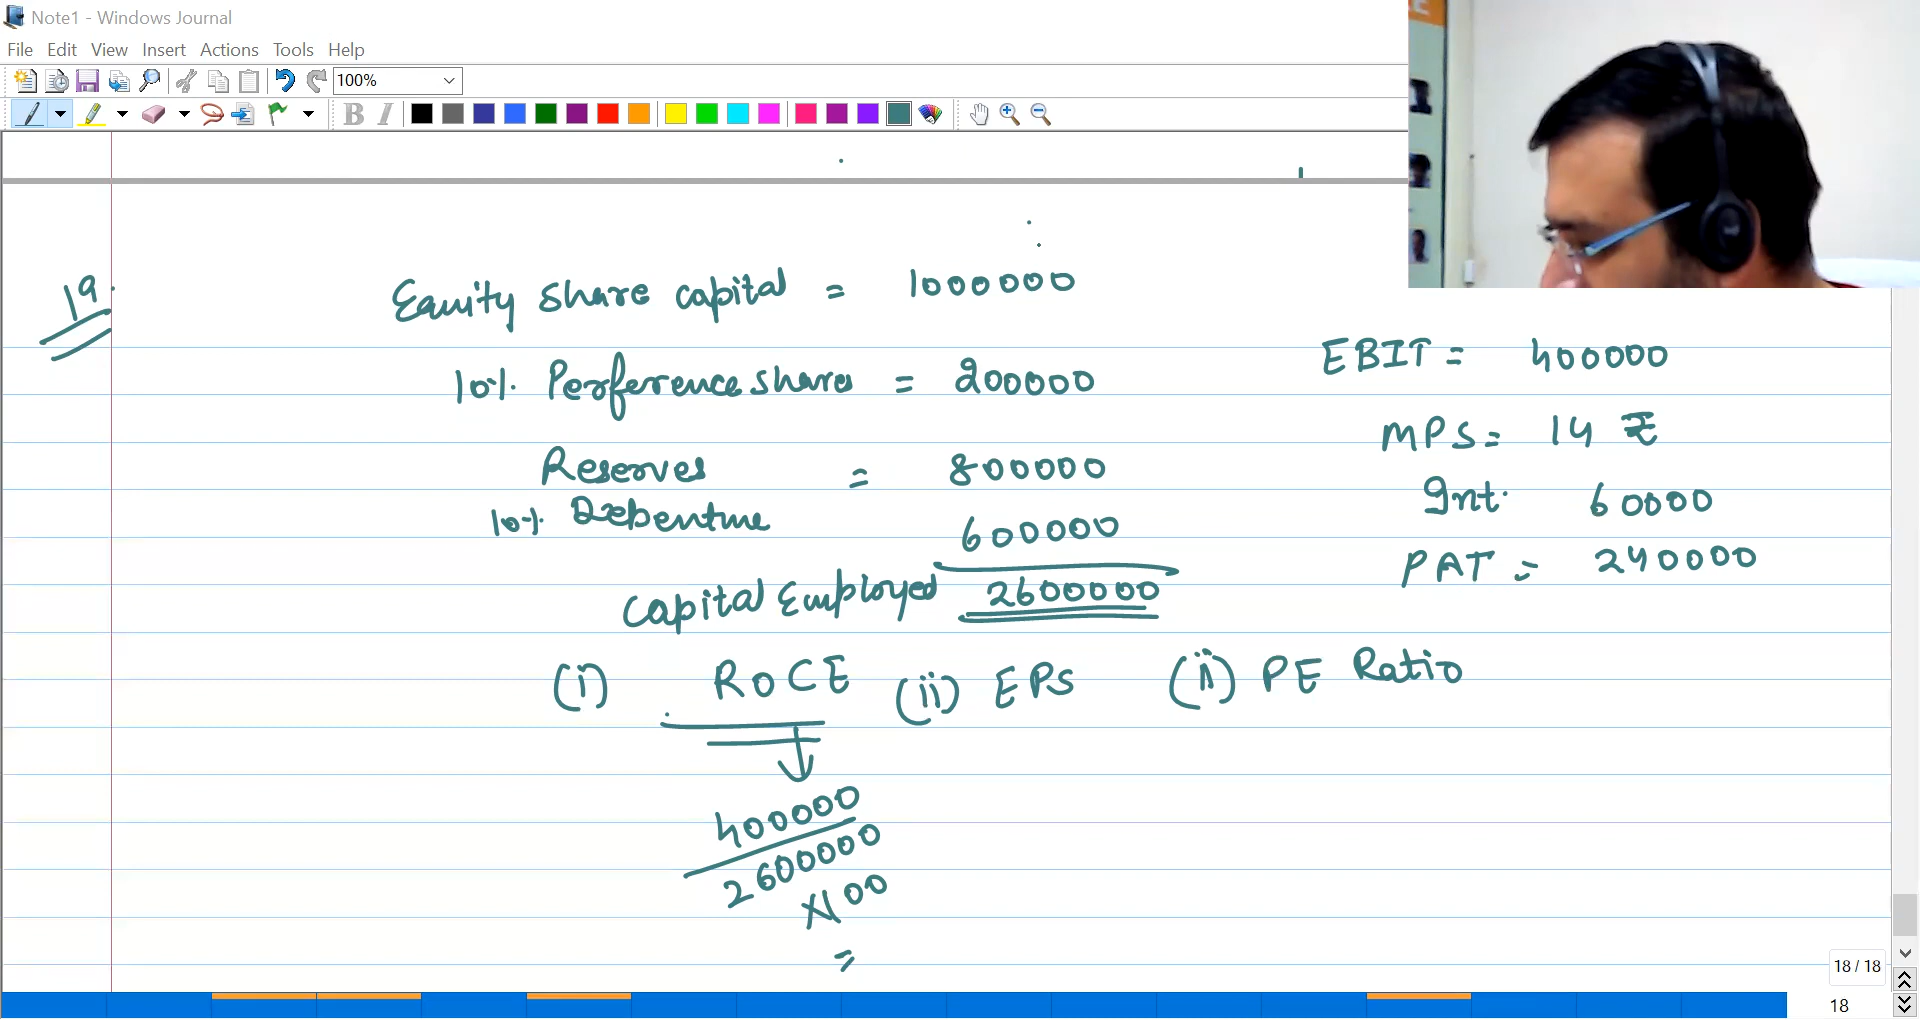 Note1 - Windows Journal
File Edit View Insert Actions Tools Help
100%
B I
19.
Equity Share capital = 1000000
10% Perference share = 200000
Reserves = 800000
10% Debenture 600000
Capital Employed 2600000
EBIT = 400000
MPS = 14 ₹
Int. 60000
PAT = 240000
(i) ROCE (ii) EPS (ii) PE Ratio
400000
2600000
x100
=
18 / 18
18